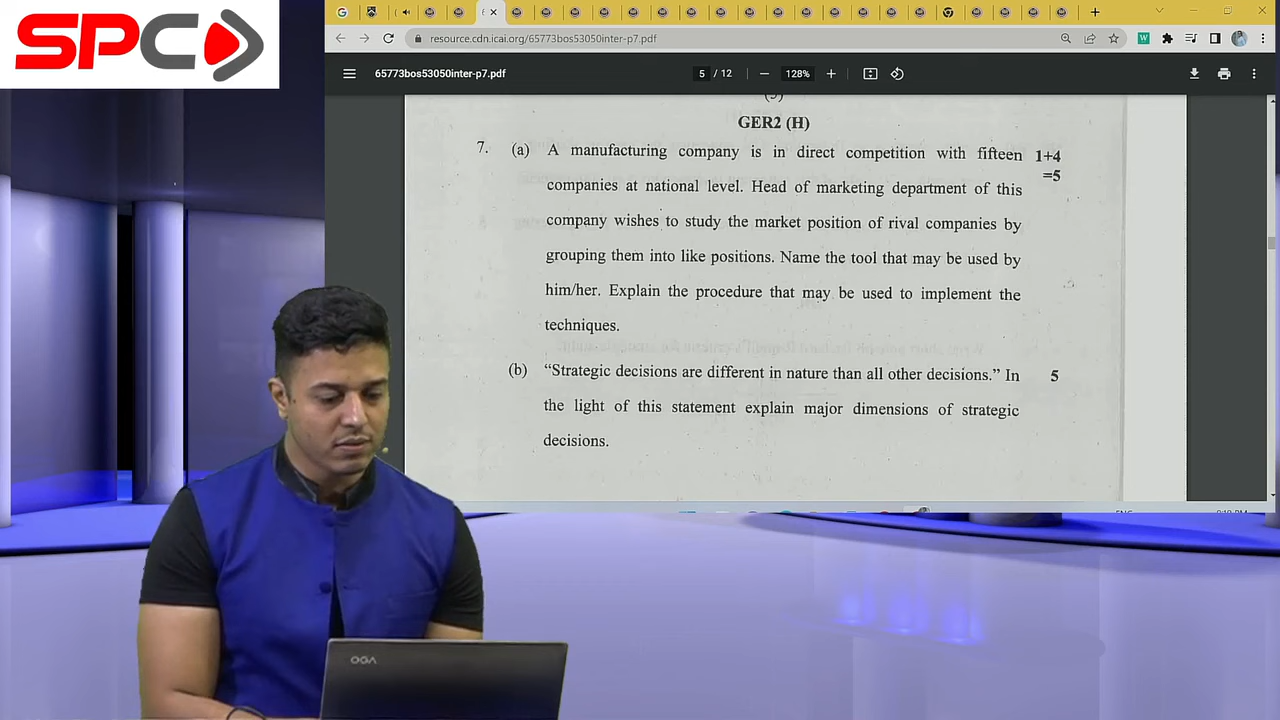 SPC
resource.cdn.icai.org/65773bos53050inter-p7.pdf
65773bos53050inter-p7.pdf
5 / 12
128%
GER2 (H)
7. (a) A manufacturing company is in direct competition with fifteen 1+4
=5
companies at national level. Head of marketing department of this
company wishes to study the market position of rival companies by
grouping them into like positions. Name the tool that may be used by
him/her. Explain the procedure that may be used to implement the
techniques.
(b) “Strategic decisions are different in nature than all other decisions.” In 5
the light of this statement explain major dimensions of strategic
decisions.